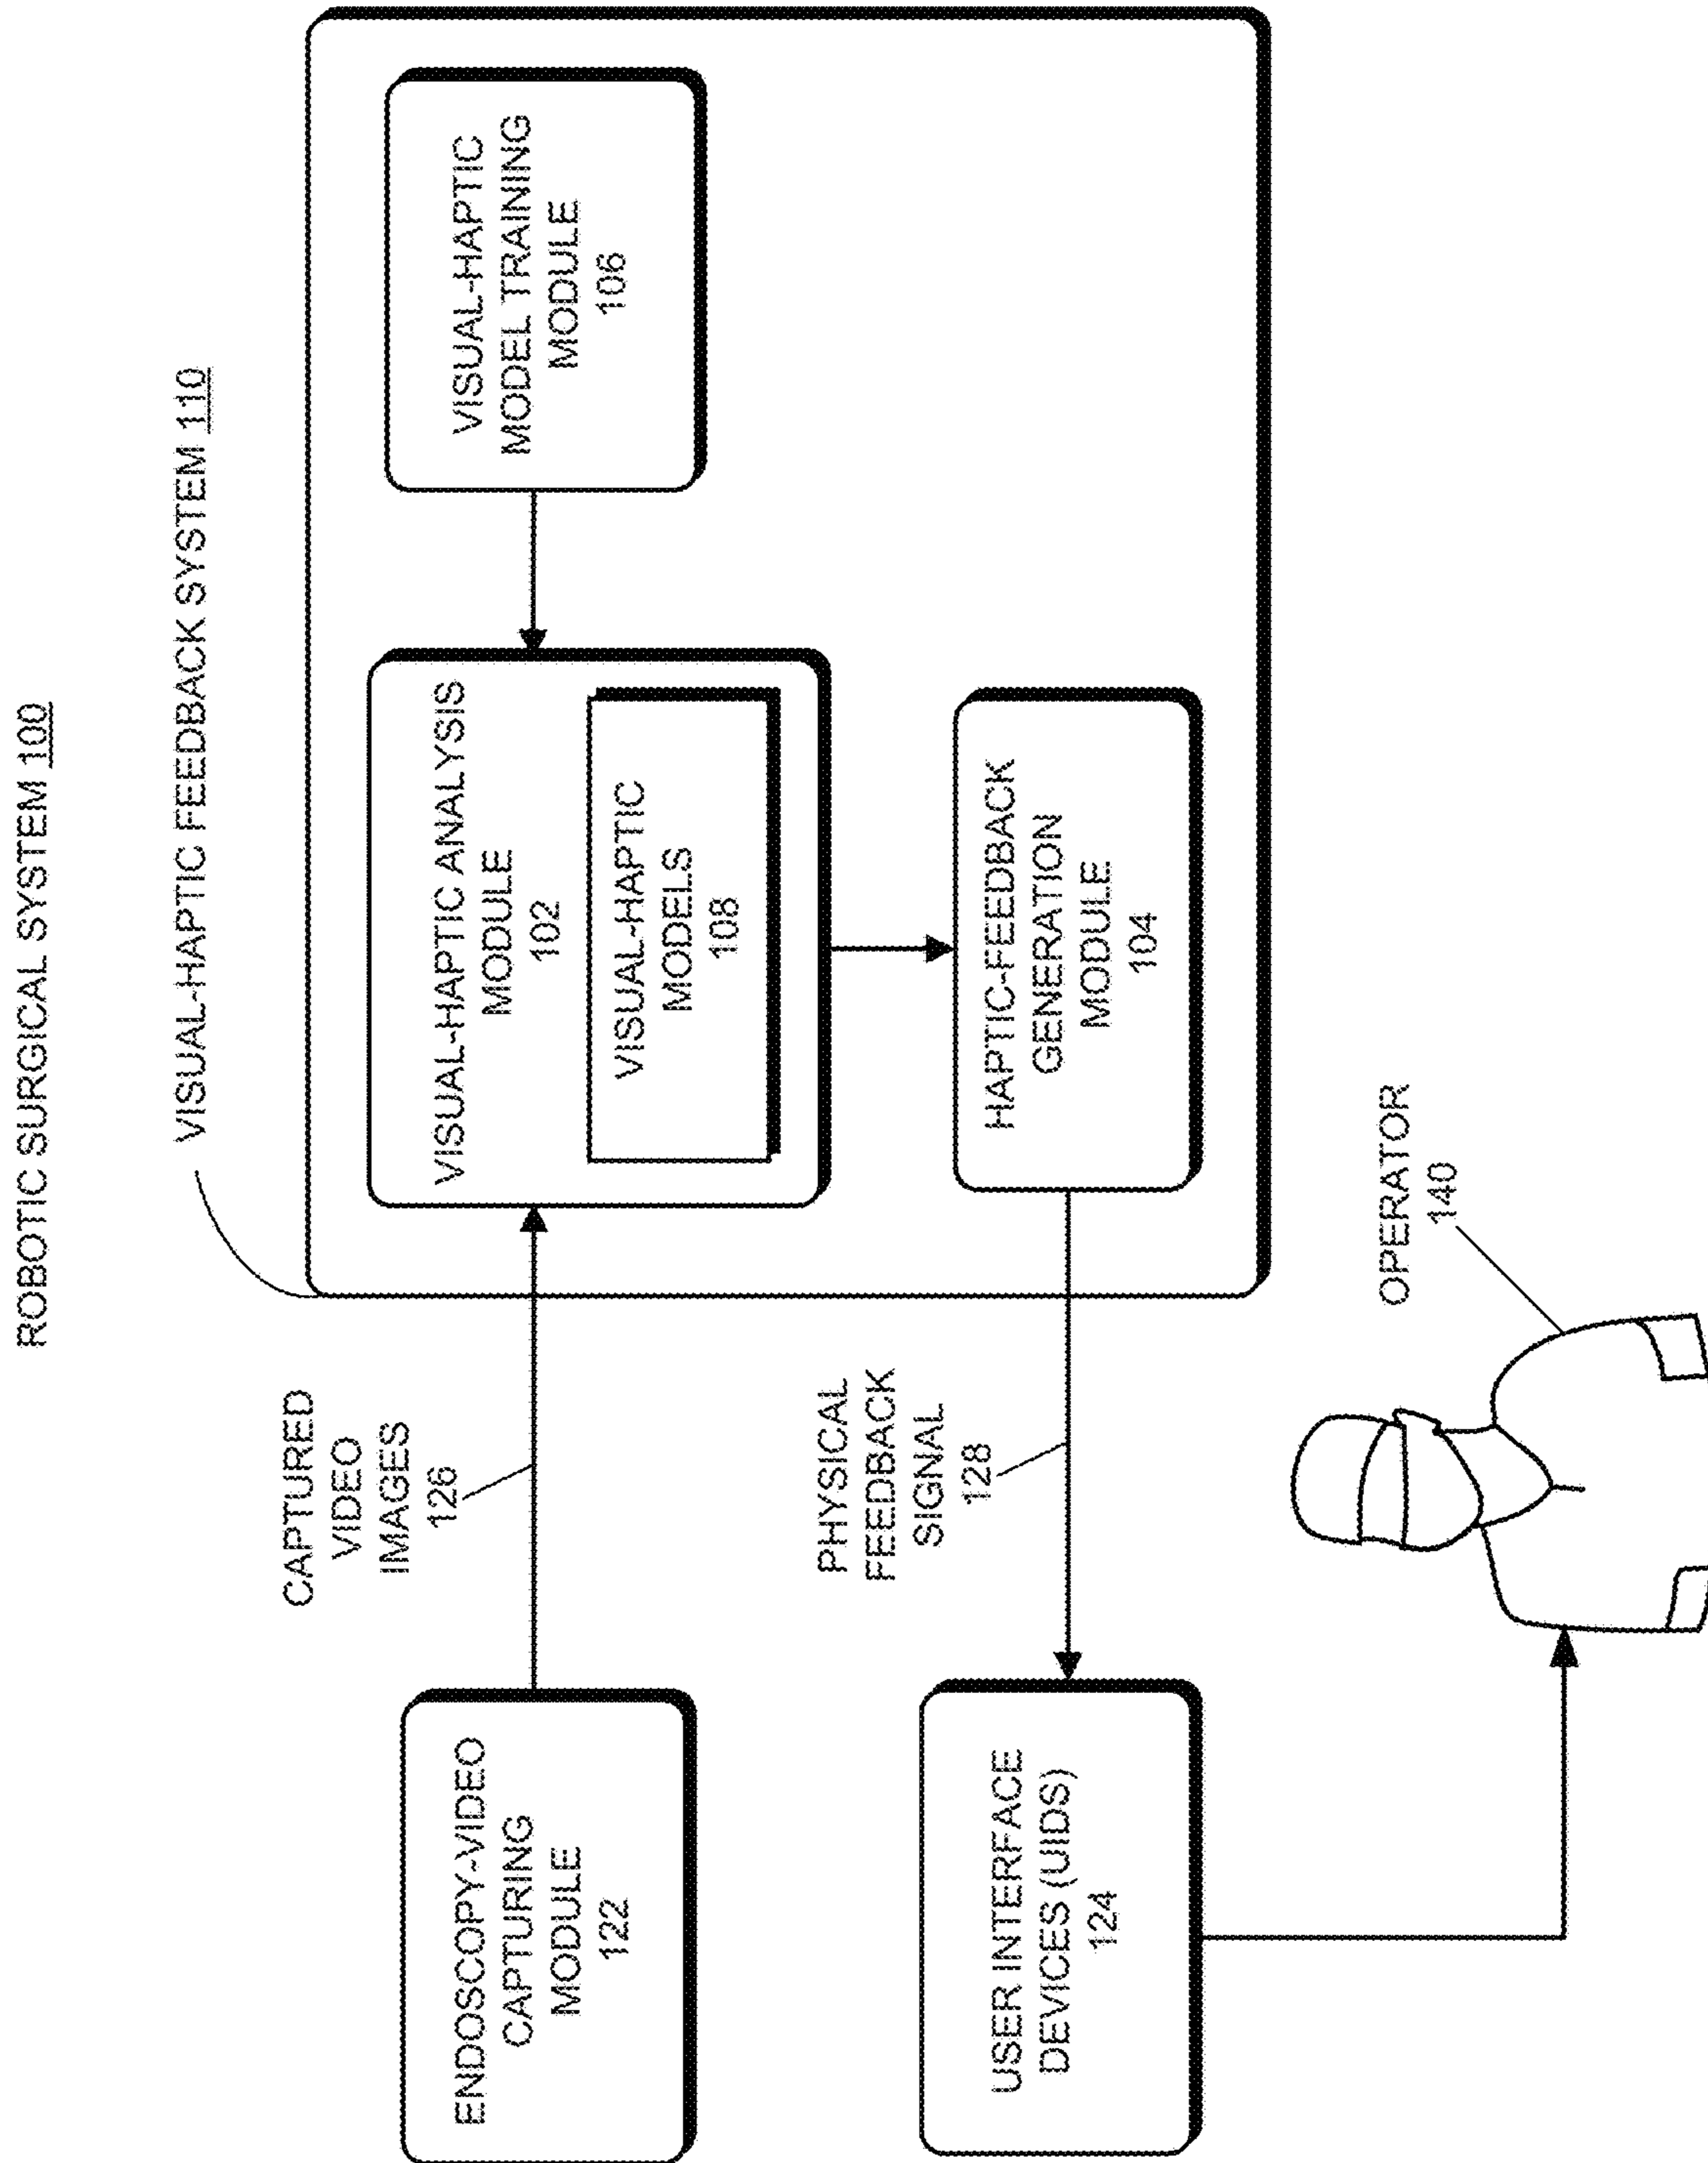 ROBOTIC SURGICAL SYSTEM 100
VISUAL-HAPTIC FEEDBACK SYSTEM 110
ENDOSCOPY-VIDEO
CAPTURING
MODULE
122
CAPTURED
VIDEO
IMAGES
126
VISUAL-HAPTIC ANALYSIS
MODULE
102
VISUAL-HAPTIC
MODELS
108
VISUAL-HAPTIC
MODEL TRAINING
MODULE
106
USER INTERFACE
DEVICES (UIDS)
124
PHYSICAL
FEEDBACK
SIGNAL
128
HAPTIC-FEEDBACK
GENERATION
MODULE
104
OPERATOR
140